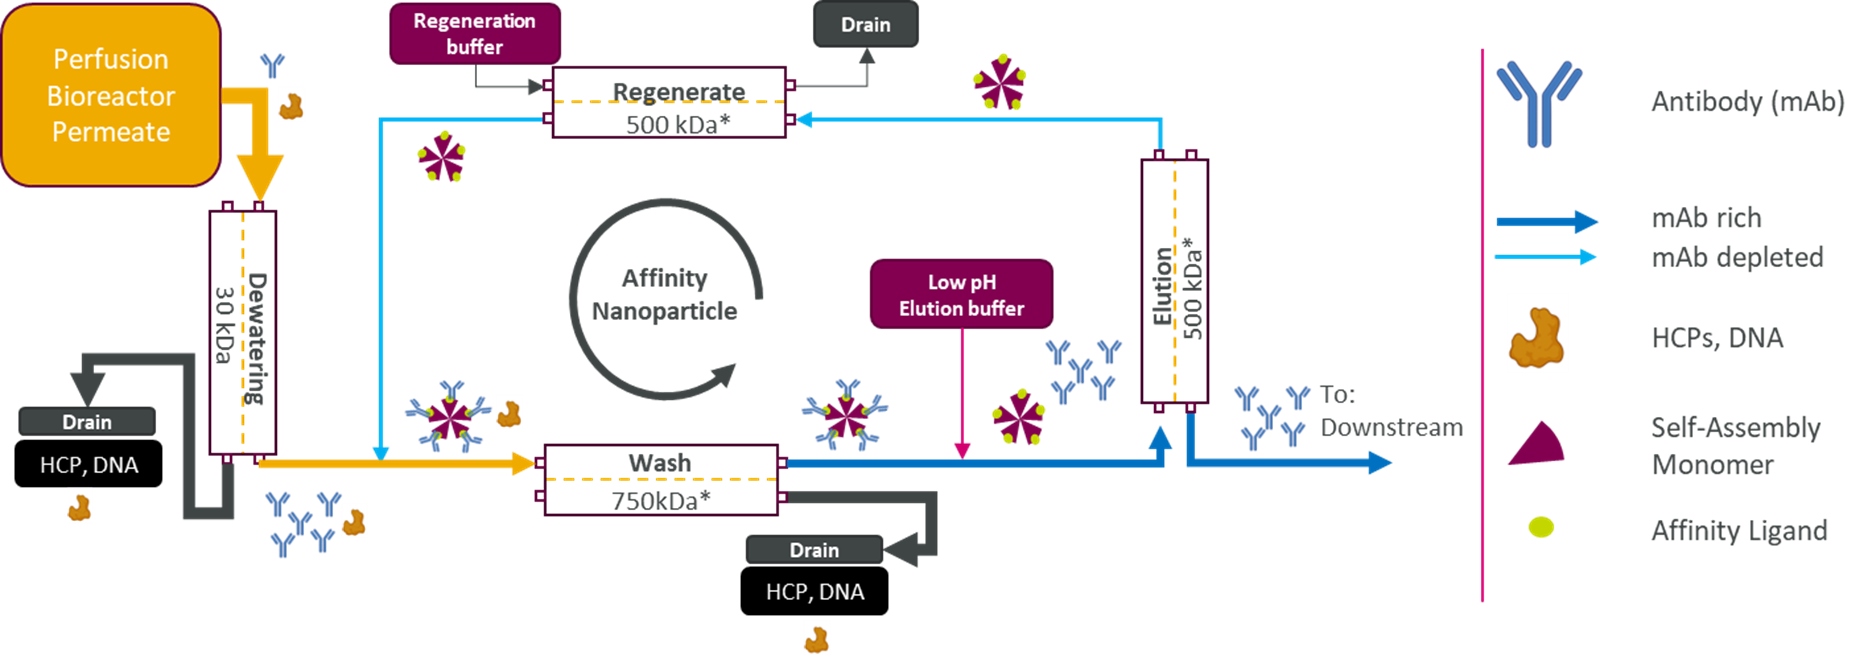 Perfusion
Bioreactor
Permeate
Regeneration
buffer
Drain
Regenerate
500 kDa*
Dewatering
30 kDa
Affinity
Nanoparticle
Low pH
Elution buffer
Elution
500 kDa*
To:
Downstream
Drain
HCP, DNA
Wash
750kDa*
Drain
HCP, DNA
Antibody (mAb)
mAb rich
mAb depleted
HCPs, DNA
Self-Assembly
Monomer
Affinity Ligand